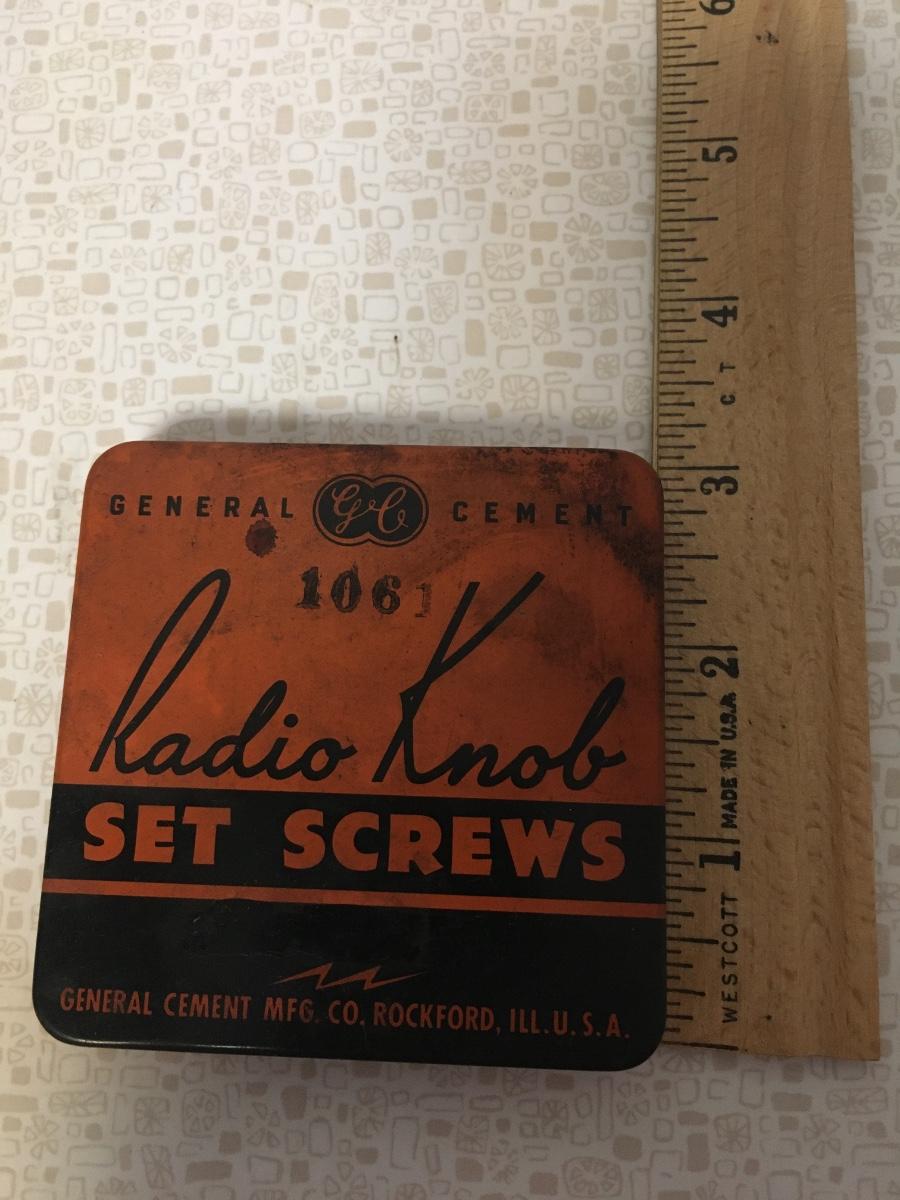 GENERAL GC CEMENT
1061
Radio Knob
SET SCREWS
GENERAL CEMENT MFG. CO. ROCKFORD, ILL. U.S.A.
6
5
4
C T
3
2
MADE IN U.S.A.
1
WESTCOTT